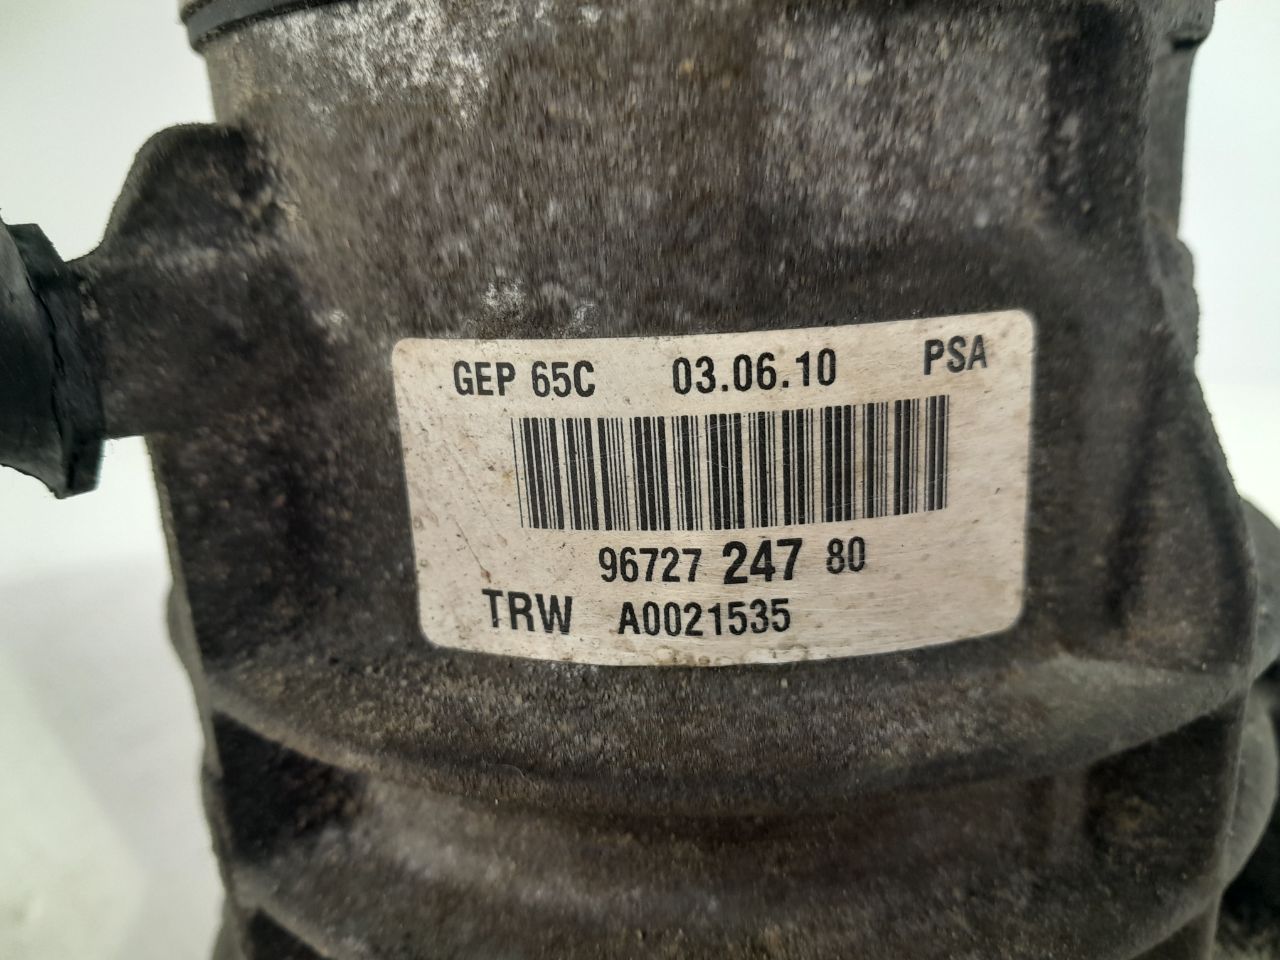 GEP 65C 03.06.10 PSA
96727 247 80
TRW A0021535